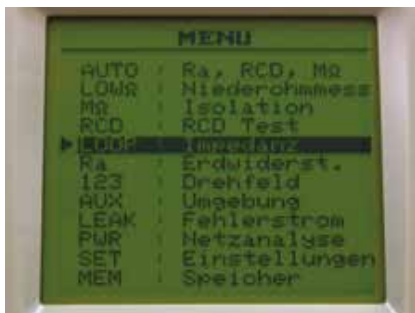 MENU
AUTO : Ra, RCD, MΩ
LOWΩ : Niederohmmess
MΩ : Isolation
RCD : RCD Test
LOOP : Impedanz
Ra : Erdwiderst.
123 : Drehfeld
AUX : Umgebung
LEAK : Fehlerstrom
PWR : Netzanalyse
SET : Einstellungen
MEM : Speicher